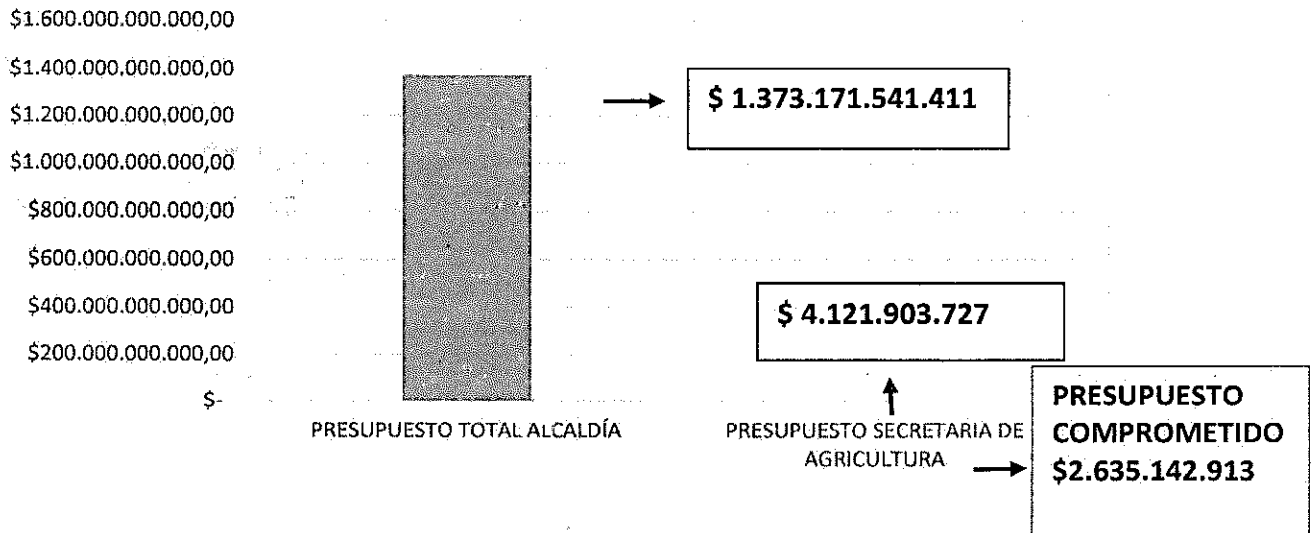 $1.600.000.000.000,00
$1.400.000.000.000,00
$1.200.000.000.000,00
$1.000.000.000.000,00
$800.000.000.000,00
$600.000.000.000,00
$400.000.000.000,00
$200.000.000.000,00
$-
$ 1.373.171.541.411
$ 4.121.903.727
PRESUPUESTO TOTAL ALCALDÍA
PRESUPUESTO SECRETARIA DE
AGRICULTURA
PRESUPUESTO
COMPROMETIDO
$2.635.142.913